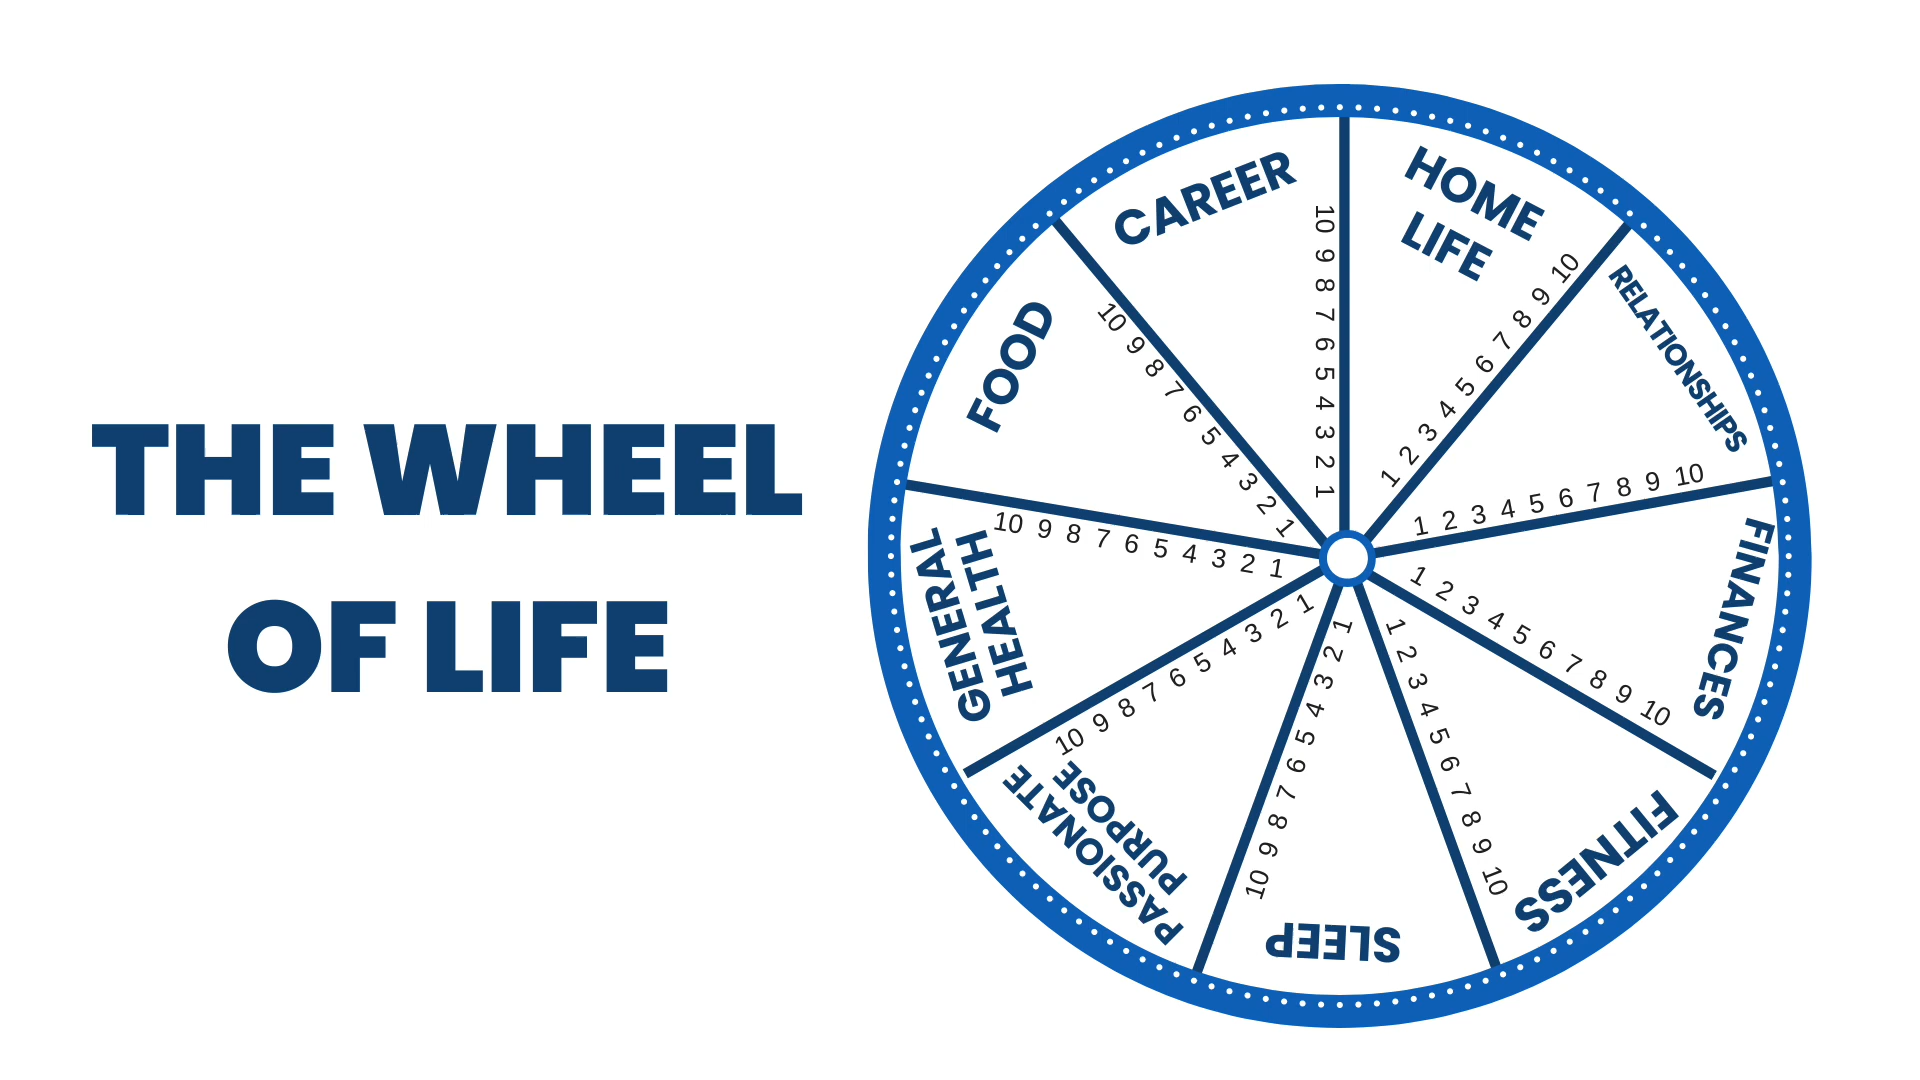 THE WHEEL
OF LIFE
HOME
LIFE
1 2 3 4 5 6 7 8 9 10
RELATIONSHIPS
1 2 3 4 5 6 7 8 9 10
FINANCES
1 2 3 4 5 6 7 8 9 10
FITNESS
1 2 3 4 5 6 7 8 9 10
SLEEP
10 9 8 7 6 5 4 3 2 1
PASSIONATE
PURPOSE
10 9 8 7 6 5 4 3 2 1
GENERAL
HEALTH
10 9 8 7 6 5 4 3 2 1
FOOD
10 9 8 7 6 5 4 3 2 1
CAREER
10 9 8 7 6 5 4 3 2 1